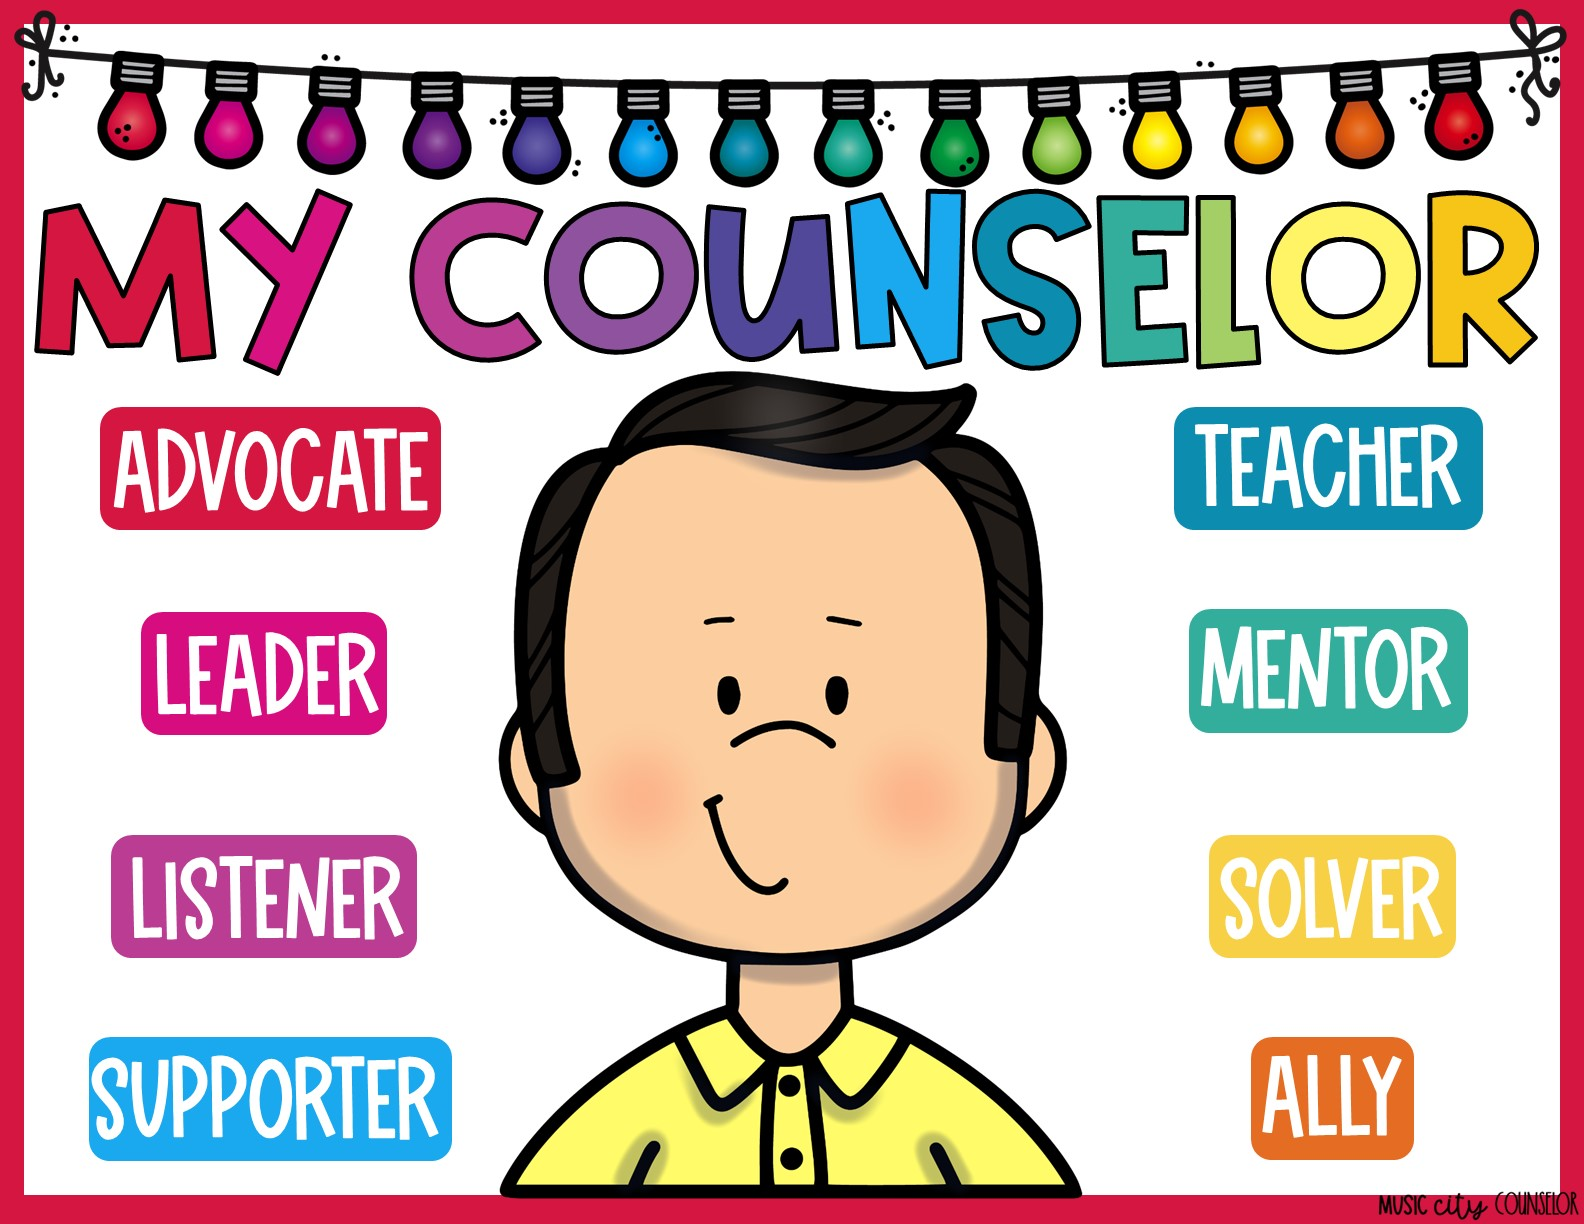 MY COUNSELOR
ADVOCATE
TEACHER
LEADER
MENTOR
LISTENER
SOLVER
SUPPORTER
ALLY
MUSIC city COUNSELOR